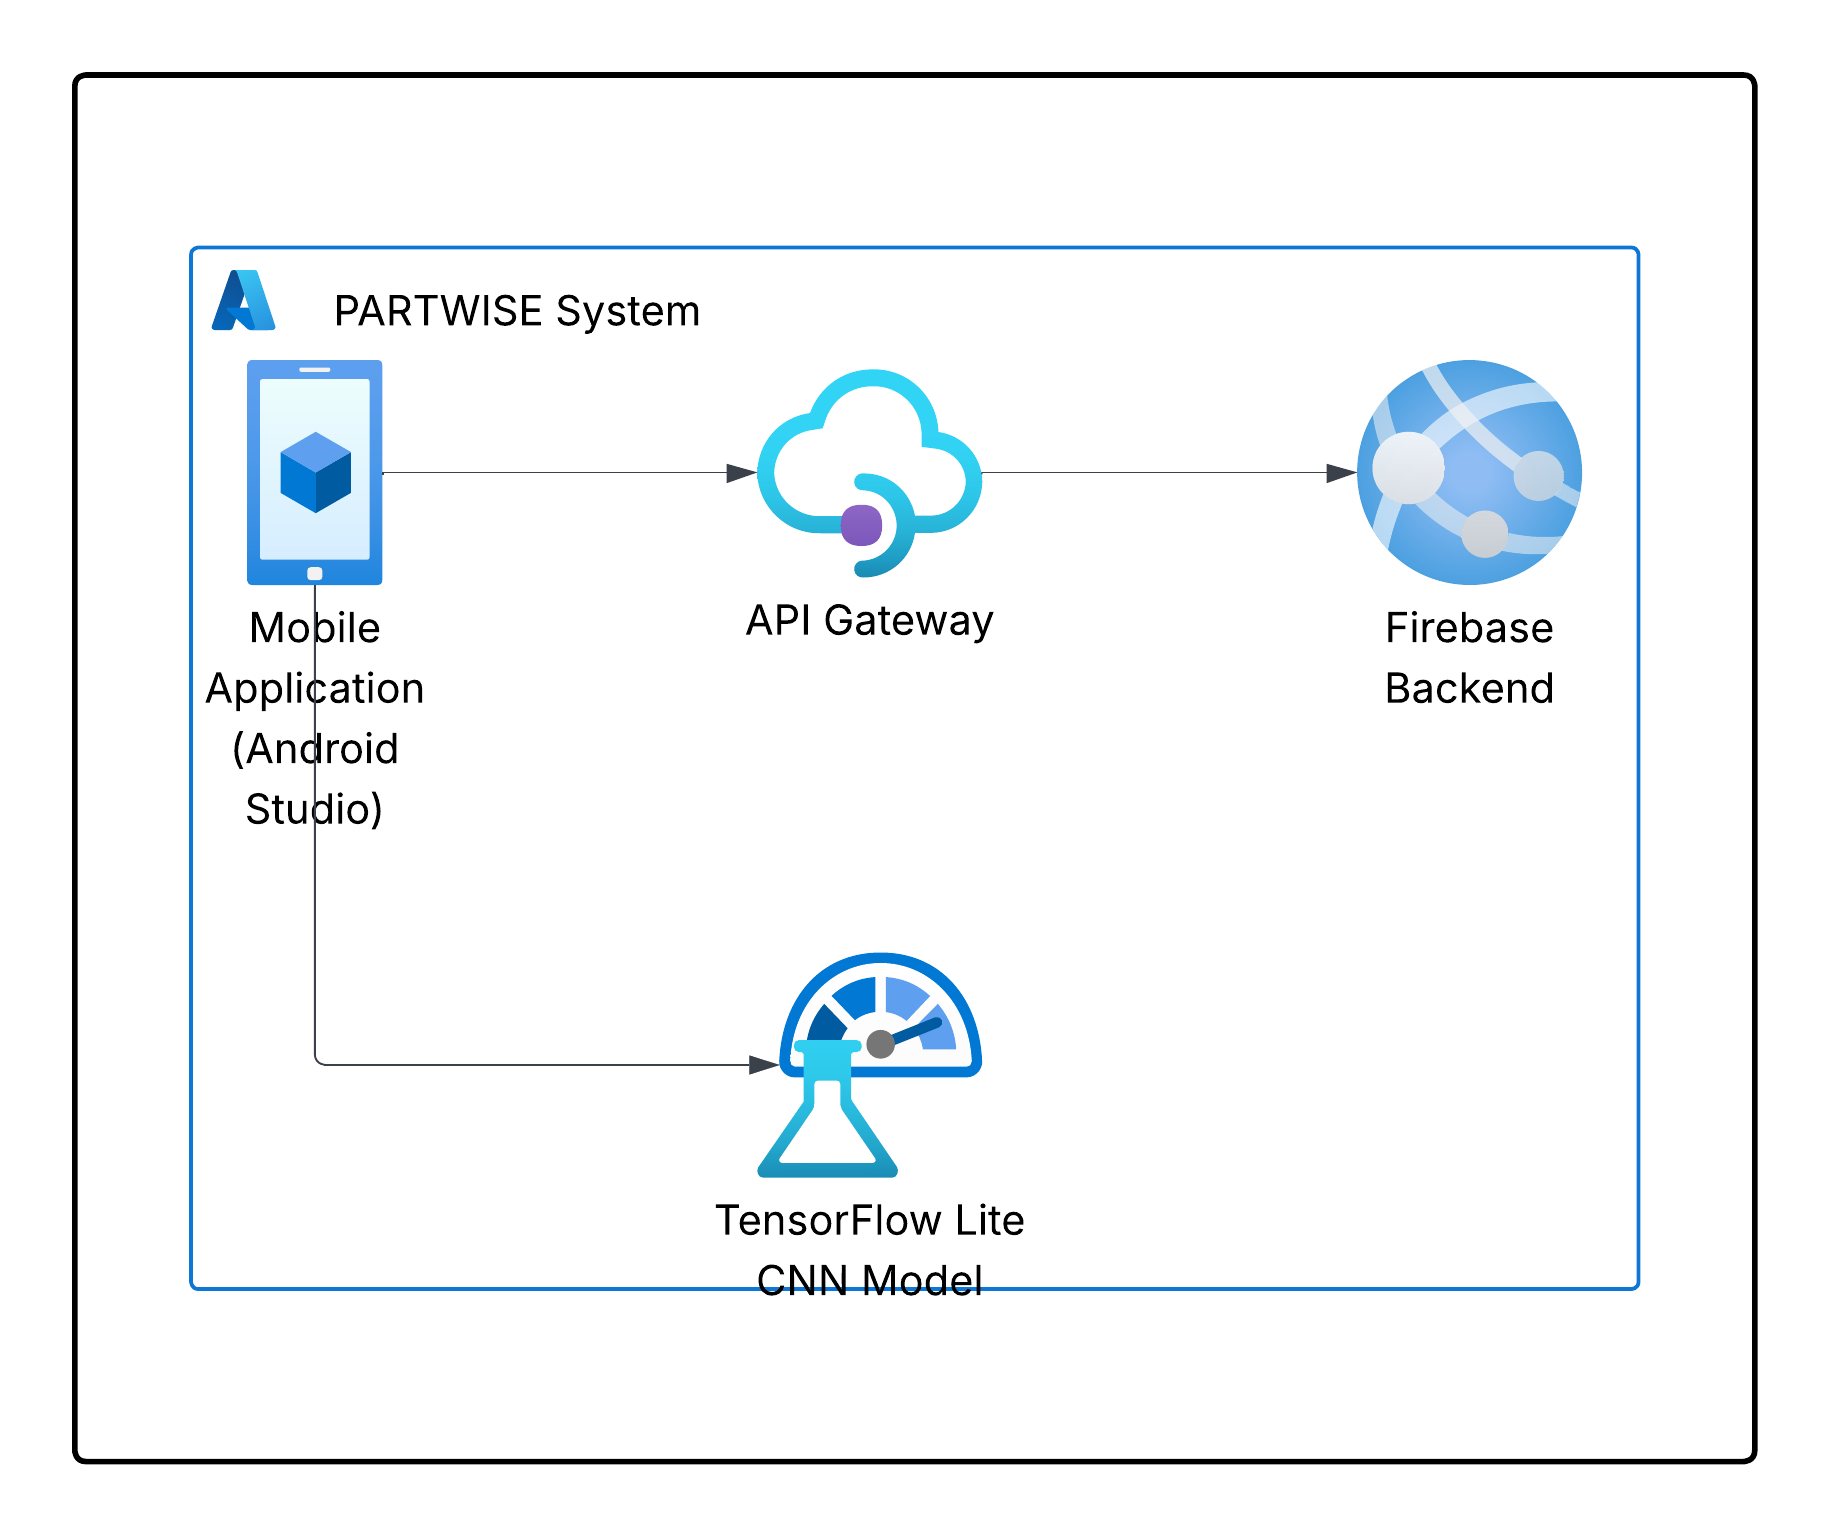 PARTWISE System
Mobile
Application
(Android
Studio)
API Gateway
Firebase
Backend
TensorFlow Lite
CNN Model